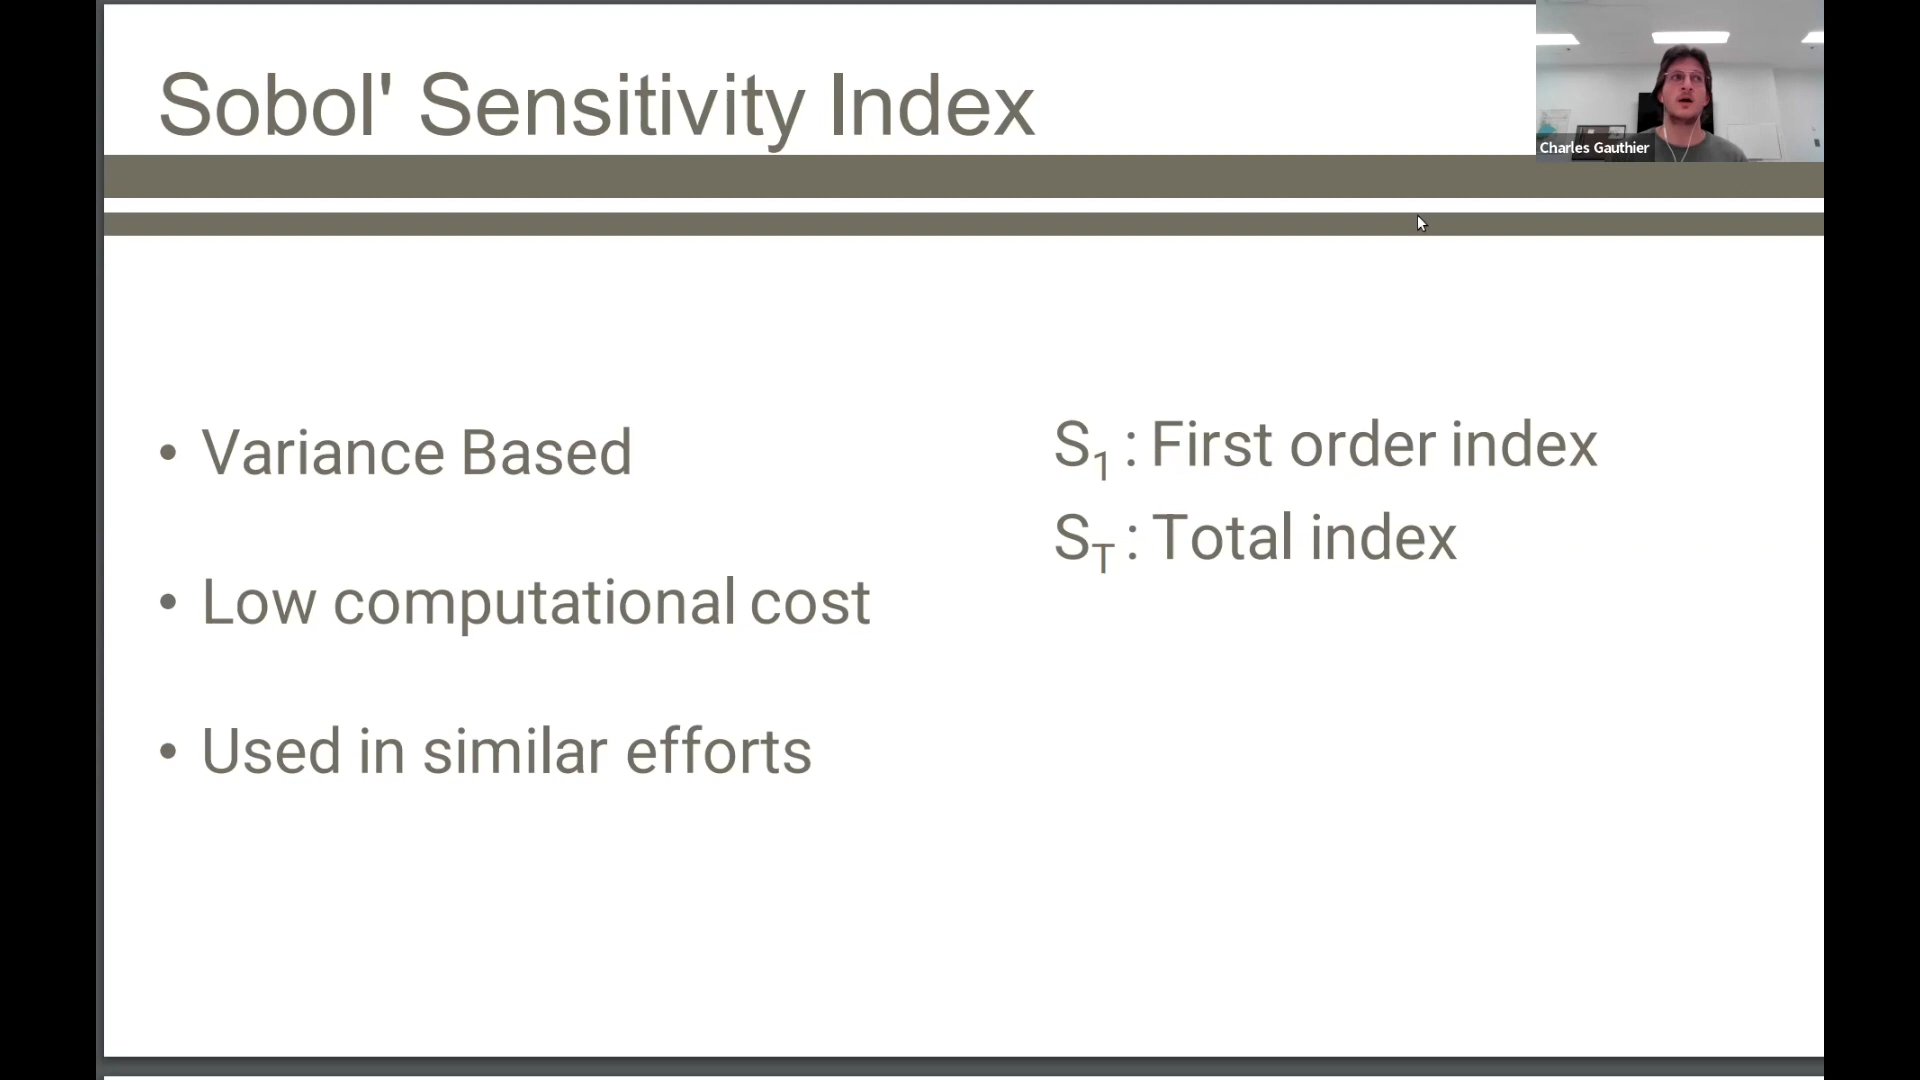 Sobol' Sensitivity Index
Charles Gauthier
• Variance Based
• Low computational cost
• Used in similar efforts
S₁ : First order index
S_T : Total index